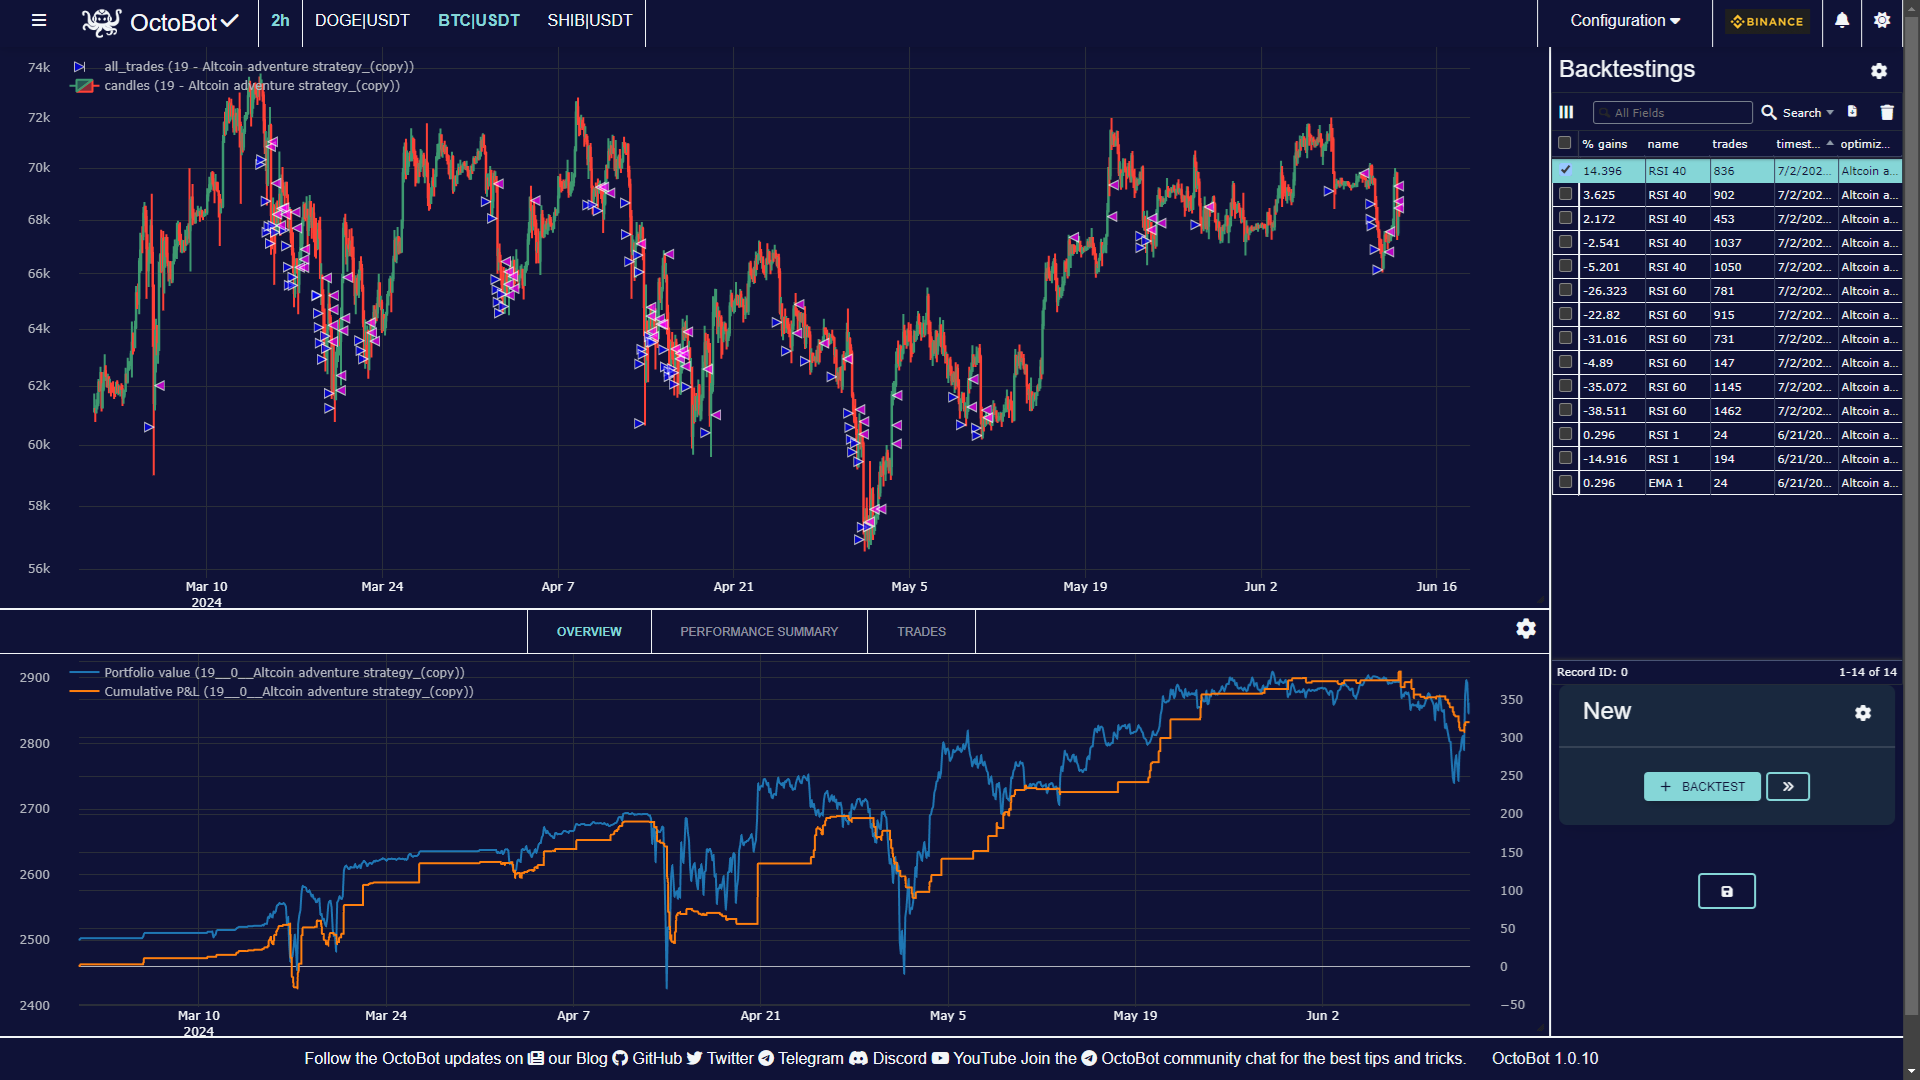 OctoBot
2h
DOGE|USDT
BTC|USDT
SHIB|USDT
Configuration
BINANCE
all_trades (19 - Altcoin adventure strategy_(copy))
candles (19 - Altcoin adventure strategy_(copy))
74k
72k
70k
68k
66k
64k
62k
60k
58k
56k
Mar 10
2024
Mar 24
Apr 7
Apr 21
May 5
May 19
Jun 2
Jun 16
OVERVIEW
PERFORMANCE SUMMARY
TRADES
Portfolio value (19__0__Altcoin adventure strategy_(copy))
Cumulative P&L (19__0__Altcoin adventure strategy_(copy))
2900
2800
2700
2600
2500
2400
350
300
250
200
150
100
50
0
−50
Mar 10
2024
Mar 24
Apr 7
Apr 21
May 5
May 19
Jun 2
Backtestings
All Fields
Search
% gains name trades timest... optimiz...
14.396 RSI 40 836 7/2/202... Altcoin a...
3.625 RSI 40 902 7/2/202... Altcoin a...
2.172 RSI 40 453 7/2/202... Altcoin a...
-2.541 RSI 40 1037 7/2/202... Altcoin a...
-5.201 RSI 40 1050 7/2/202... Altcoin a...
-26.323 RSI 60 781 7/2/202... Altcoin a...
-22.82 RSI 60 915 7/2/202... Altcoin a...
-31.016 RSI 60 731 7/2/202... Altcoin a...
-4.89 RSI 60 147 7/2/202... Altcoin a...
-35.072 RSI 60 1145 7/2/202... Altcoin a...
-38.511 RSI 60 1462 7/2/202... Altcoin a...
0.296 RSI 1 24 6/21/20... Altcoin a...
-14.916 RSI 1 194 6/21/20... Altcoin a...
0.296 EMA 1 24 6/21/20... Altcoin a...
Record ID: 0
1-14 of 14
New
+ BACKTEST
Follow the OctoBot updates on our Blog GitHub Twitter Telegram Discord YouTube Join the OctoBot community chat for the best tips and tricks. OctoBot 1.0.10